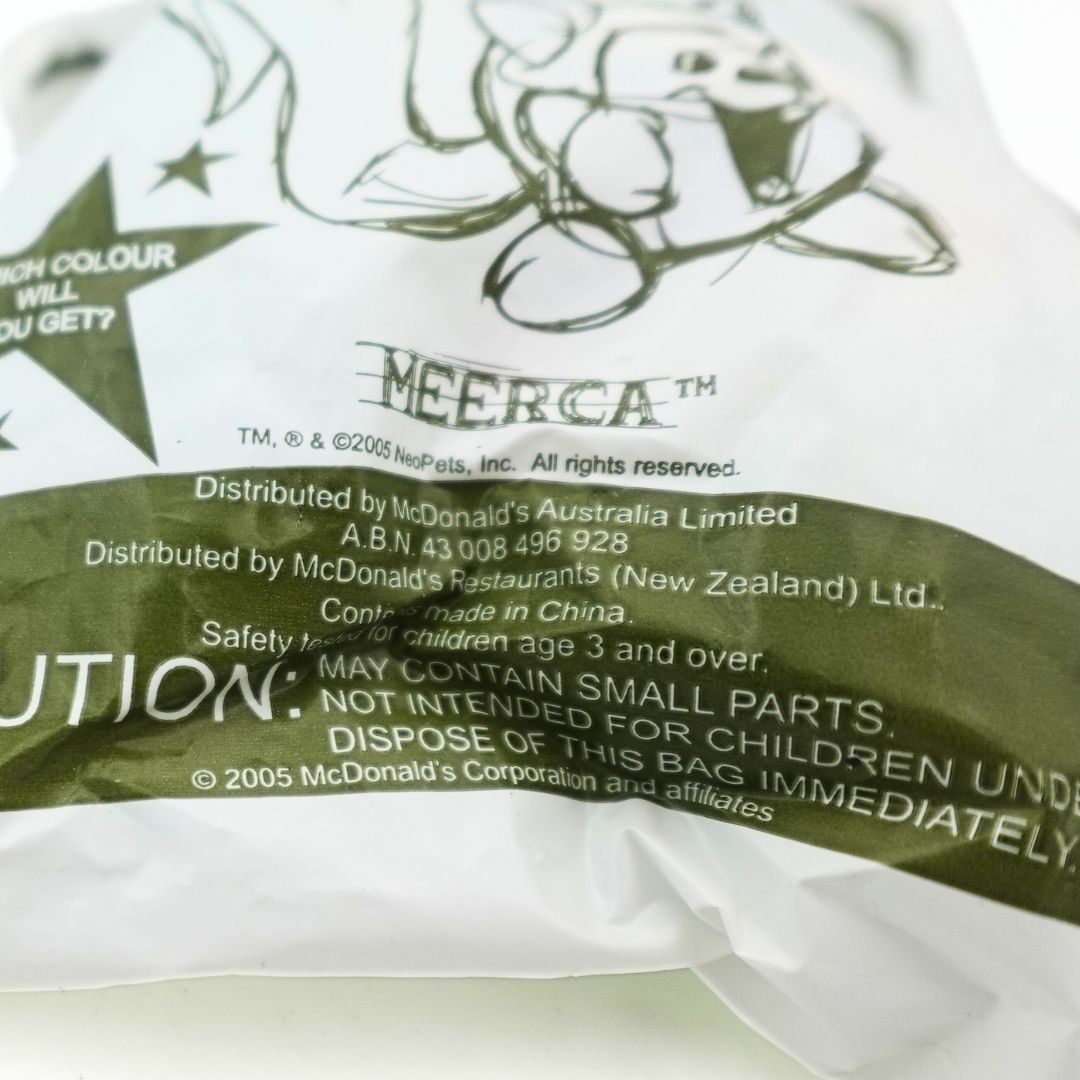 ICH COLOUR
WILL
OU GET?
MEERCA™
TM, ® & ©2005 NeoPets, Inc. All rights reserved.
Distributed by McDonald's Australia Limited
A.B.N. 43 008 496 928
Distributed by McDonald's Restaurants (New Zealand) Ltd..
made in China.
Safety tested for children age 3 and over.
UTION: MAY CONTAIN SMALL PARTS.
NOT INTENDED FOR CHILDREN UNDE
DISPOSE OF THIS BAG IMMEDIATELY.
© 2005 McDonald's Corporation and affiliates